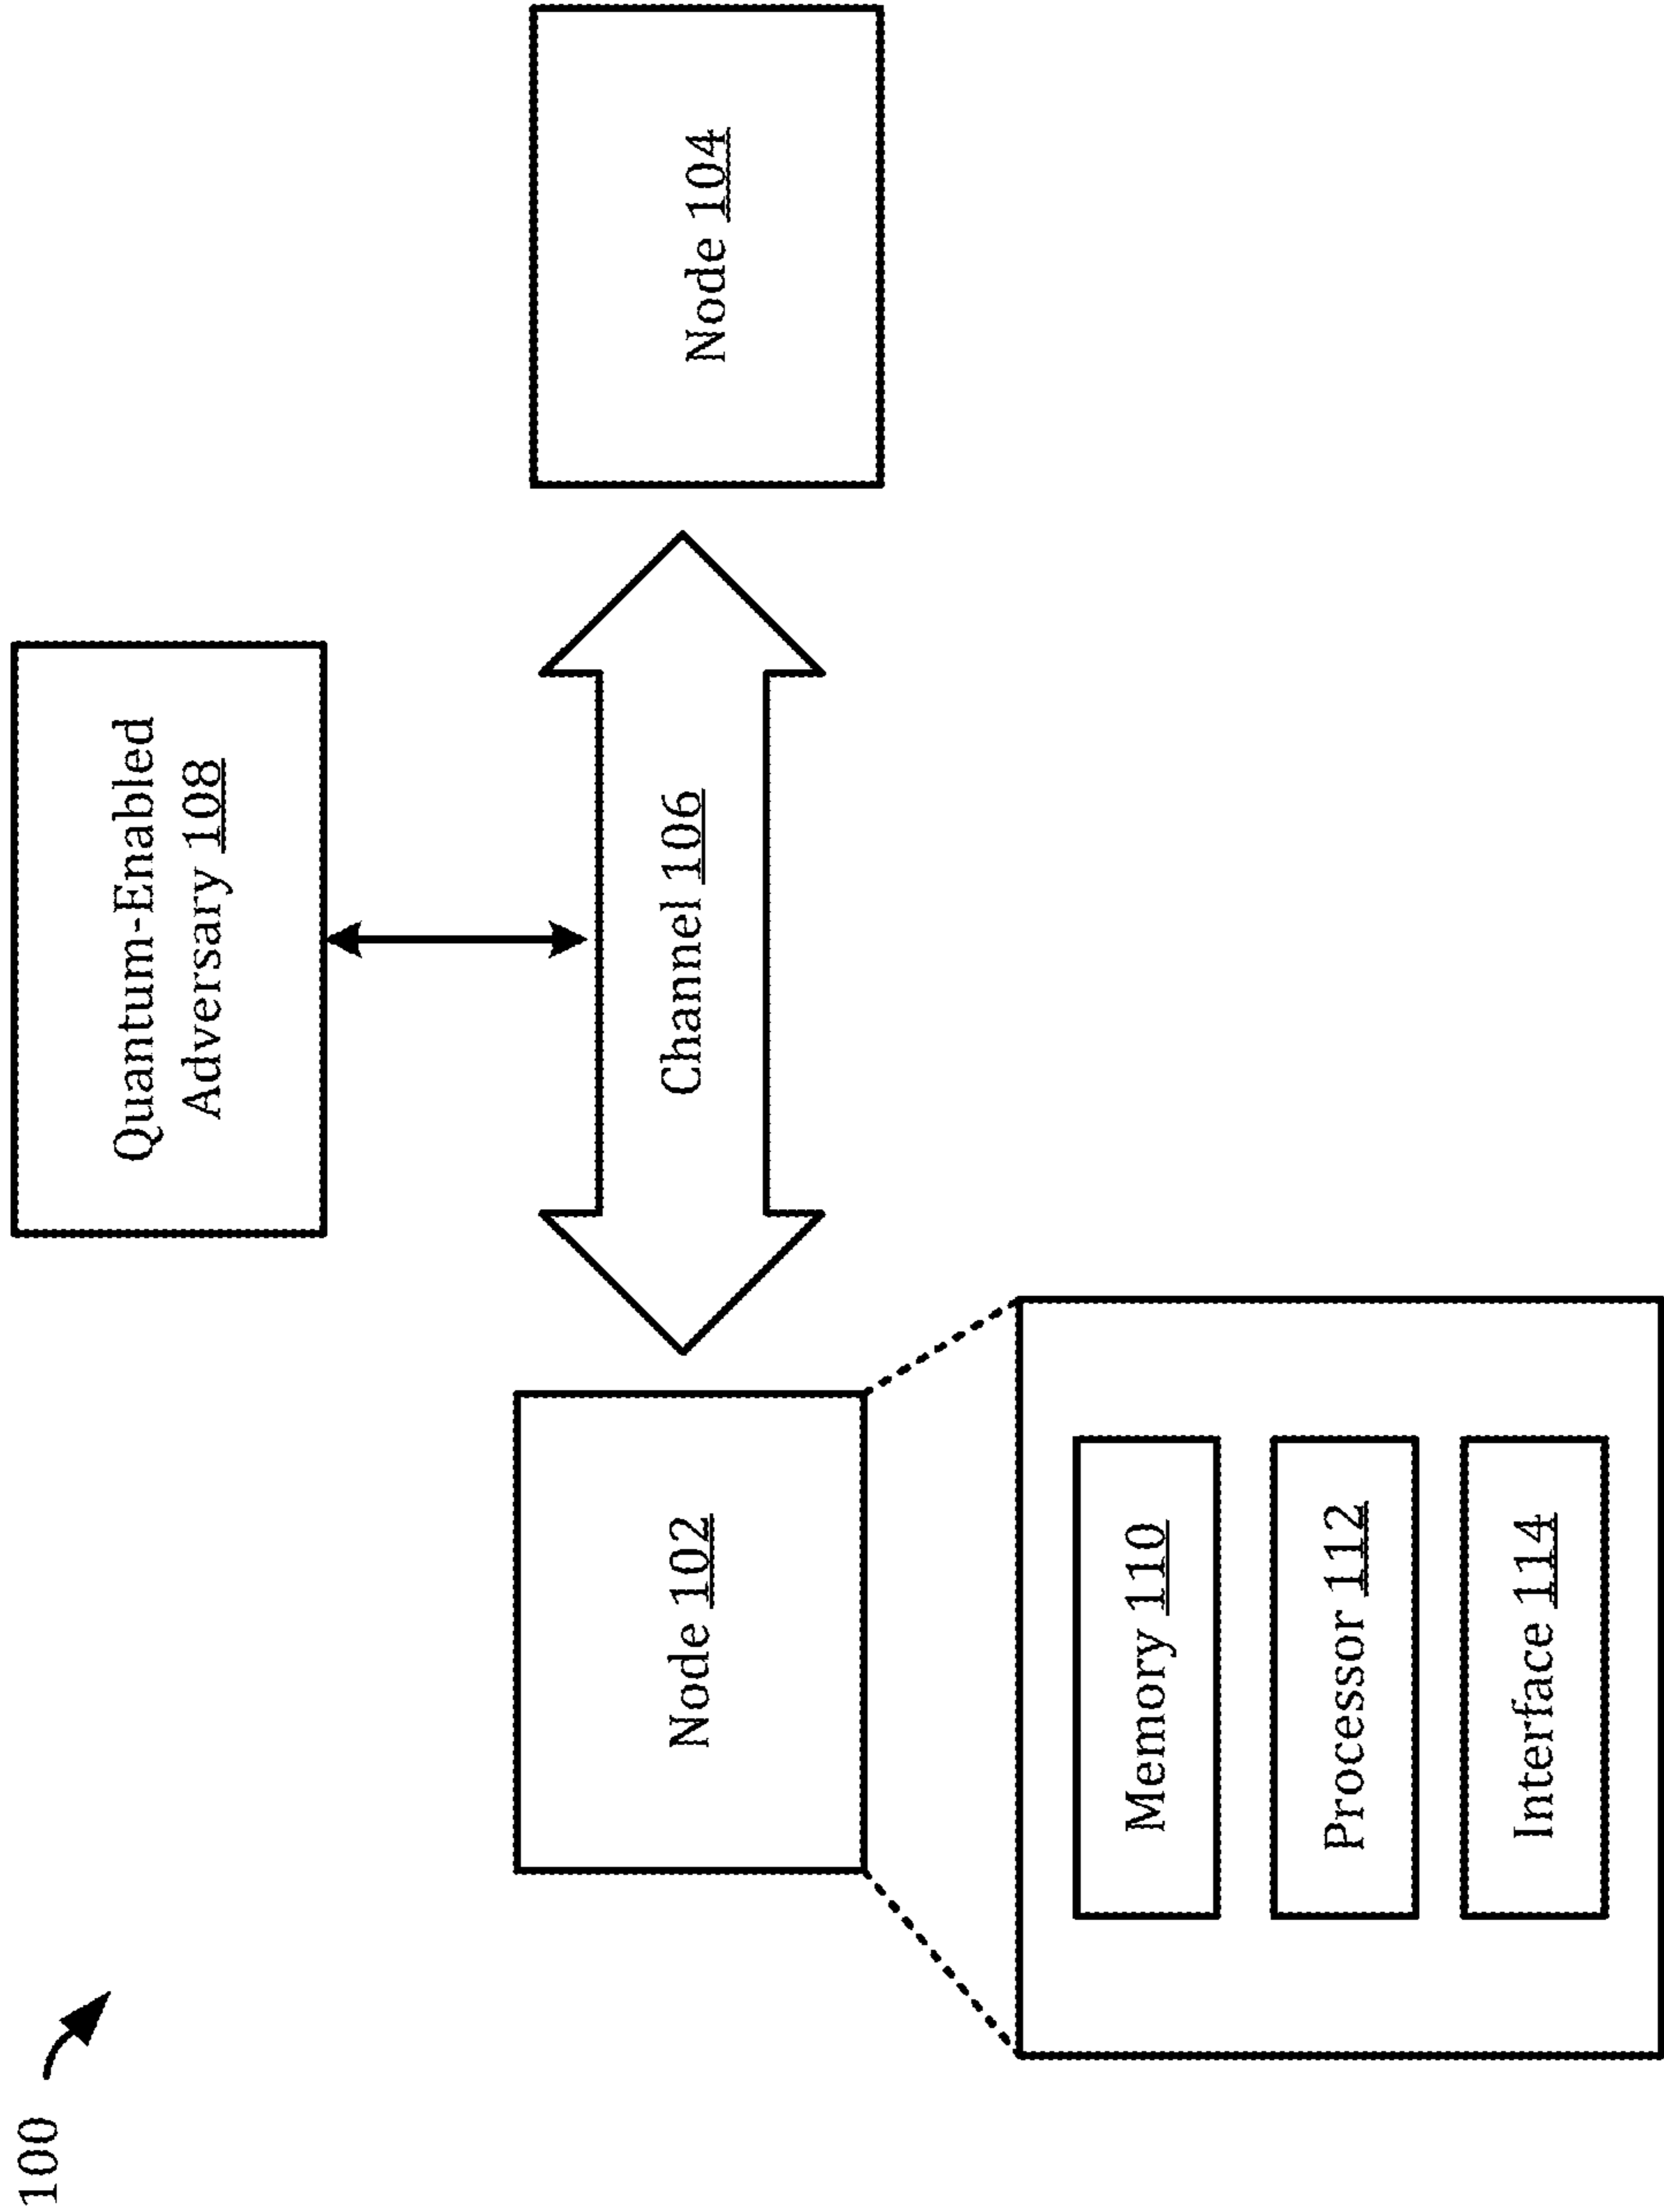 100
Quantum-Enabled
Adversary 108
Node 102
Channel 106
Node 104
Memory 110
Processor 112
Interface 114